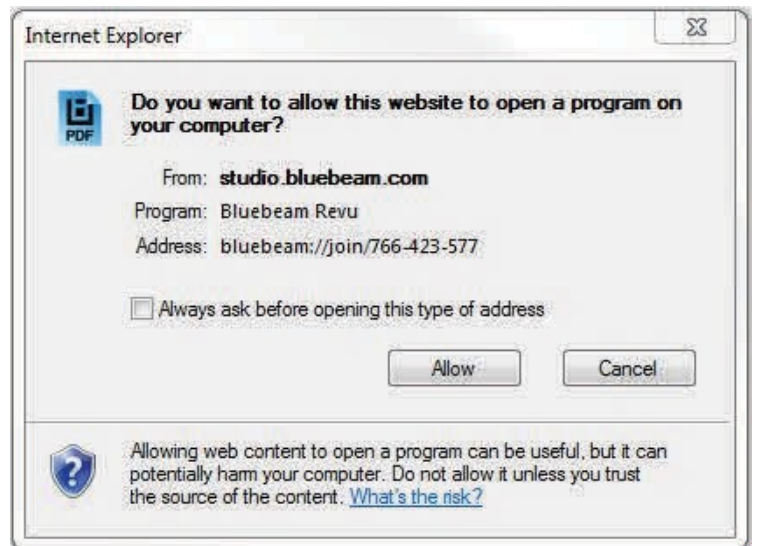 Internet Explorer
PDF
Do you want to allow this website to open a program on
your computer?
From: studio.bluebeam.com
Program: Bluebeam Revu
Address: bluebeam://join/766-423-577
Always ask before opening this type of address
Allow Cancel
Allowing web content to open a program can be useful, but it can
potentially harm your computer. Do not allow it unless you trust
the source of the content. What's the risk?